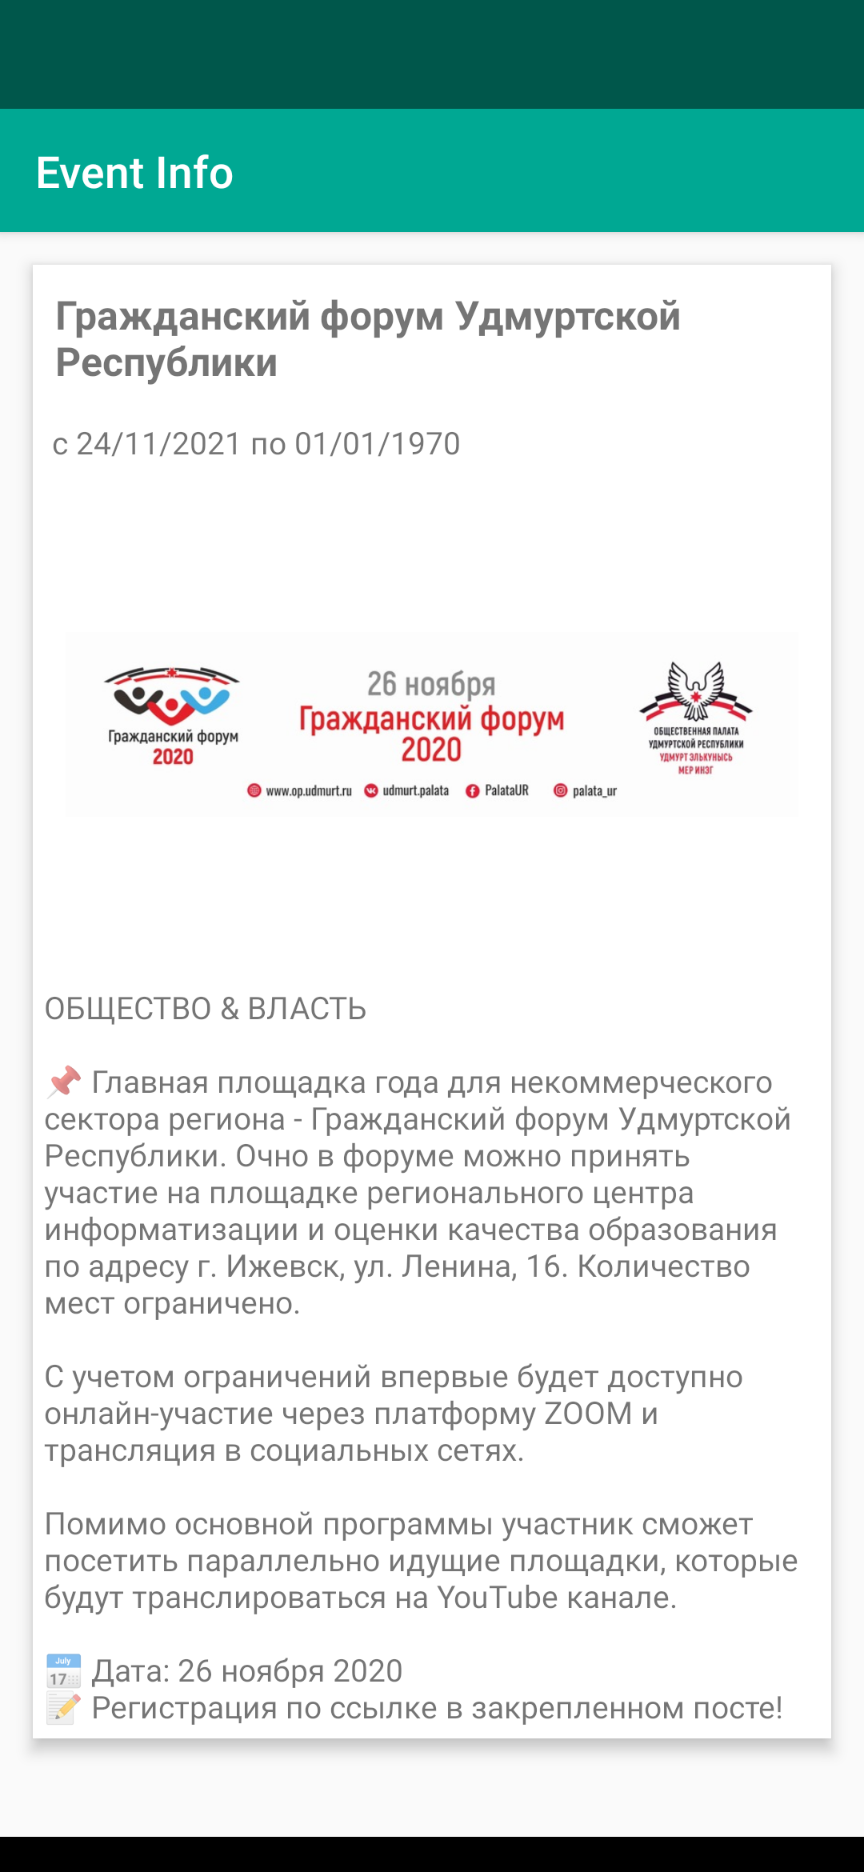 Event Info
Гражданский форум Удмуртской
Республики
с 24/11/2021 по 01/01/1970
26 ноября
Гражданский форум
2020
Гражданский форум
2020
ОБЩЕСТВЕННАЯ ПАЛАТА
УДМУРТСКОЙ РЕСПУБЛИКИ
УДМУРТ ЭЛЬКУНЫСЬ
МЕР ИНЭГ
www.op.udmurt.ru udmurt.palata PalataUR palata_ur
ОБЩЕСТВО & ВЛАСТЬ
📌 Главная площадка года для некоммерческого
сектора региона - Гражданский форум Удмуртской
Республики. Очно в форуме можно принять
участие на площадке регионального центра
информатизации и оценки качества образования
по адресу г. Ижевск, ул. Ленина, 16. Количество
мест ограничено.
С учетом ограничений впервые будет доступно
онлайн-участие через платформу ZOOM и
трансляция в социальных сетях.
Помимо основной программы участник сможет
посетить параллельно идущие площадки, которые
будут транслироваться на YouTube канале.
📅 Дата: 26 ноября 2020
📝 Регистрация по ссылке в закрепленном посте!